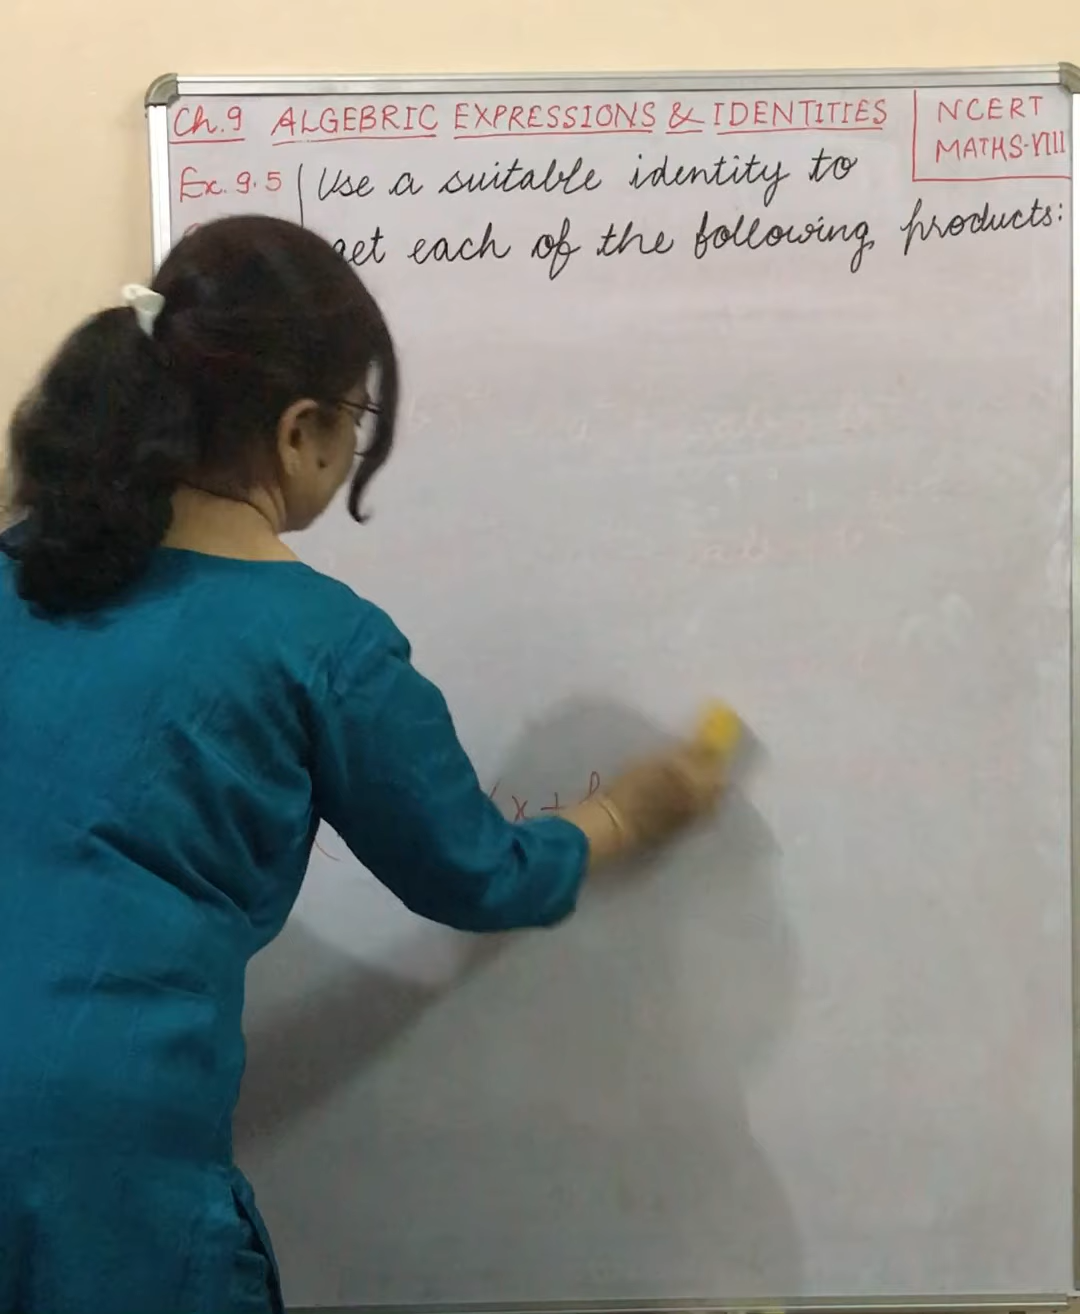 Ch.9 ALGEBRIC EXPRESSIONS & IDENTITIES
NCERT
MATHS-VIII
Ex. 9.5 Use a suitable identity to
get each of the following products:
(x +